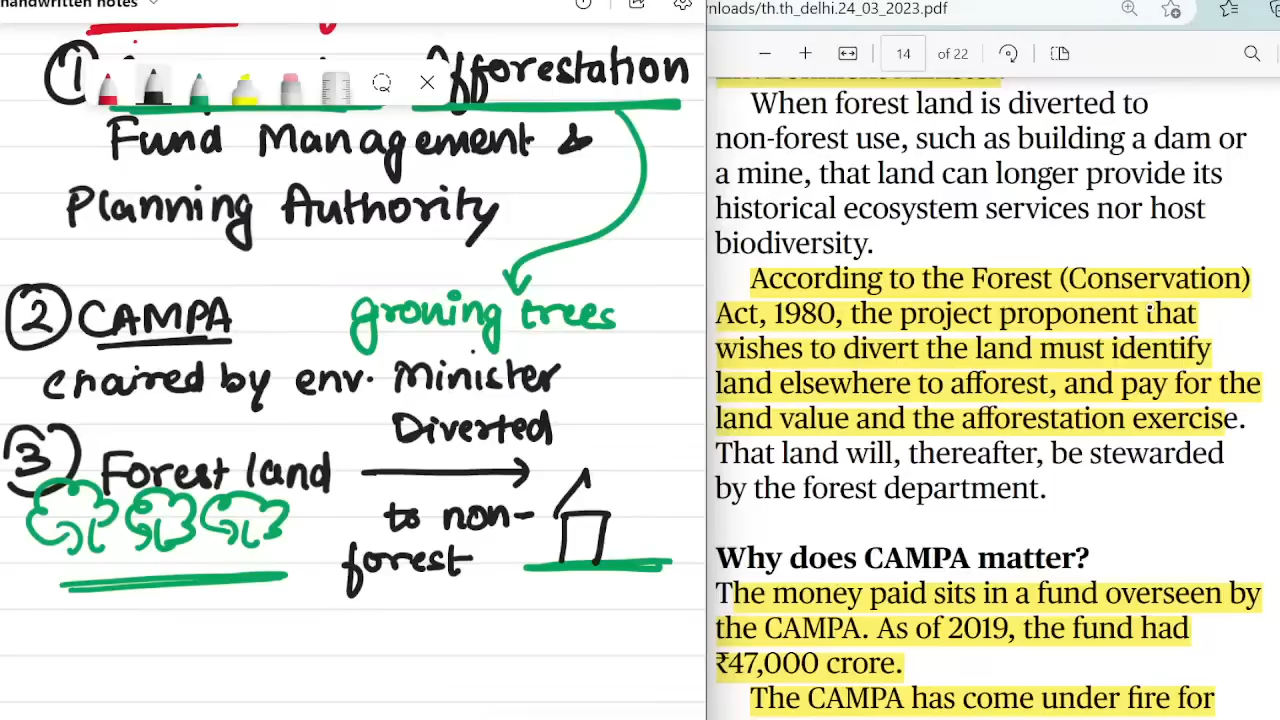 handwritten notes
① Afforestation
Fund Management &
Planning Authority
growing trees
② CAMPA
chaired by env. Minister
Diverted
③ Forest land
to non-
forest
nloads/th.th_delhi.24_03_2023.pdf
14 of 22
When forest land is diverted to
non-forest use, such as building a dam or
a mine, that land can longer provide its
historical ecosystem services nor host
biodiversity.
According to the Forest (Conservation)
Act, 1980, the project proponent that
wishes to divert the land must identify
land elsewhere to afforest, and pay for the
land value and the afforestation exercise.
That land will, thereafter, be stewarded
by the forest department.
Why does CAMPA matter?
The money paid sits in a fund overseen by
the CAMPA. As of 2019, the fund had
₹47,000 crore.
The CAMPA has come under fire for